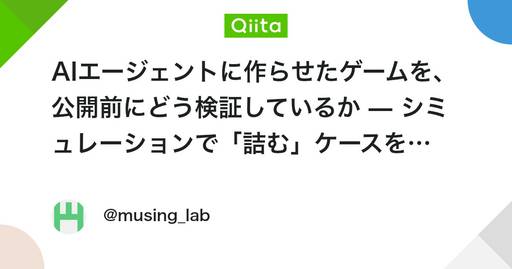 Qiita
AIエージェントに作らせたゲームを、
公開前にどう検証しているか — シミ
ュレーションで「詰む」ケースを…
@musing_lab